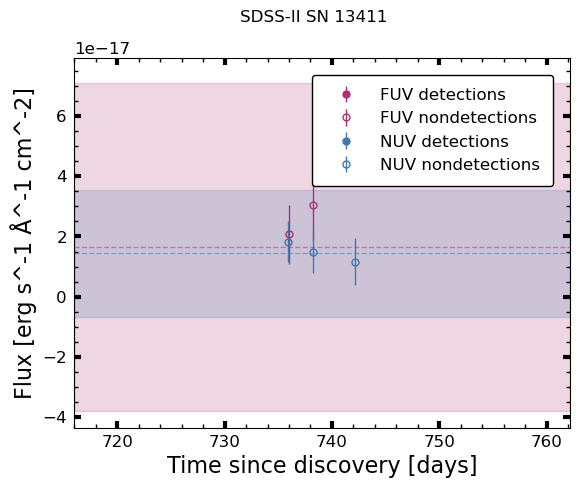 SDSS-II SN 13411
1e−17
FUV detections
FUV nondetections
NUV detections
NUV nondetections
6
4
2
0
−2
−4
Flux [erg s^-1 Å^-1 cm^-2]
720 730 740 750 760
Time since discovery [days]